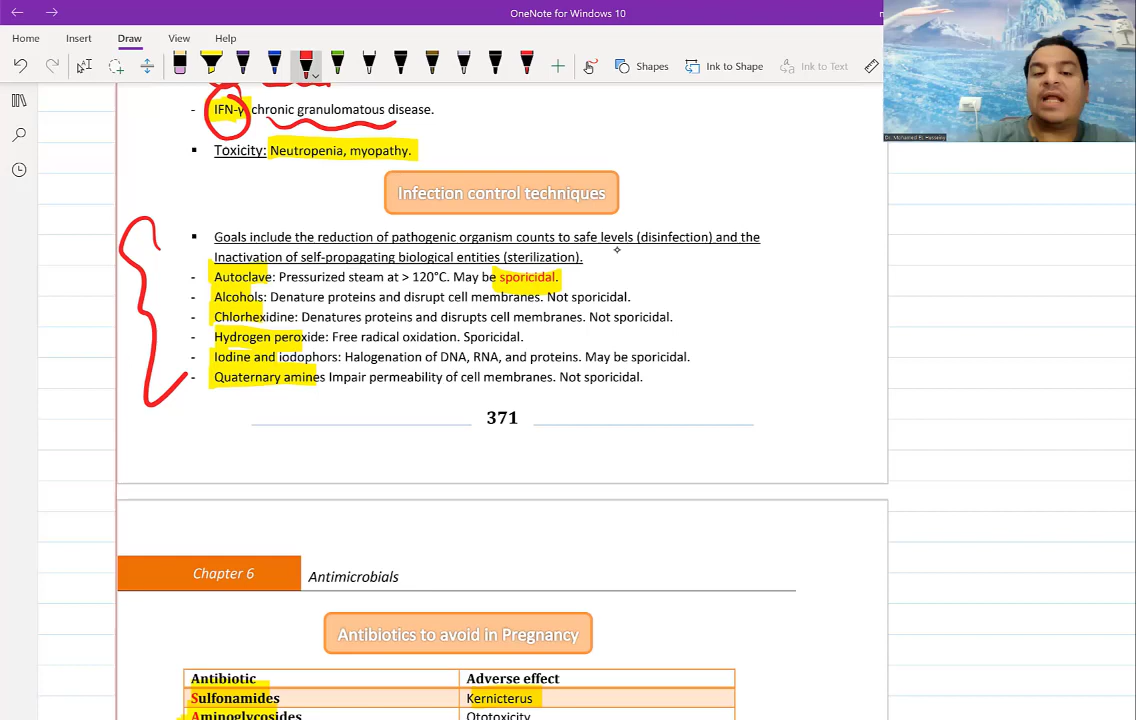 OneNote for Windows 10
Home Insert Draw View Help
Shapes Ink to Shape Ink to Text
Dr. Mohamed EL Husseiny
- IFN-γ chronic granulomatous disease.
▪ Toxicity: Neutropenia, myopathy.
Infection control techniques
▪ Goals include the reduction of pathogenic organism counts to safe levels (disinfection) and the
Inactivation of self-propagating biological entities (sterilization).
- Autoclave: Pressurized steam at > 120°C. May be sporicidal.
- Alcohols: Denature proteins and disrupt cell membranes. Not sporicidal.
- Chlorhexidine: Denatures proteins and disrupts cell membranes. Not sporicidal.
- Hydrogen peroxide: Free radical oxidation. Sporicidal.
- Iodine and iodophors: Halogenation of DNA, RNA, and proteins. May be sporicidal.
- Quaternary amines Impair permeability of cell membranes. Not sporicidal.
371
Chapter 6 Antimicrobials
Antibiotics to avoid in Pregnancy
Antibiotic Adverse effect
Sulfonamides Kernicterus
Aminoglycosides Ototoxicity